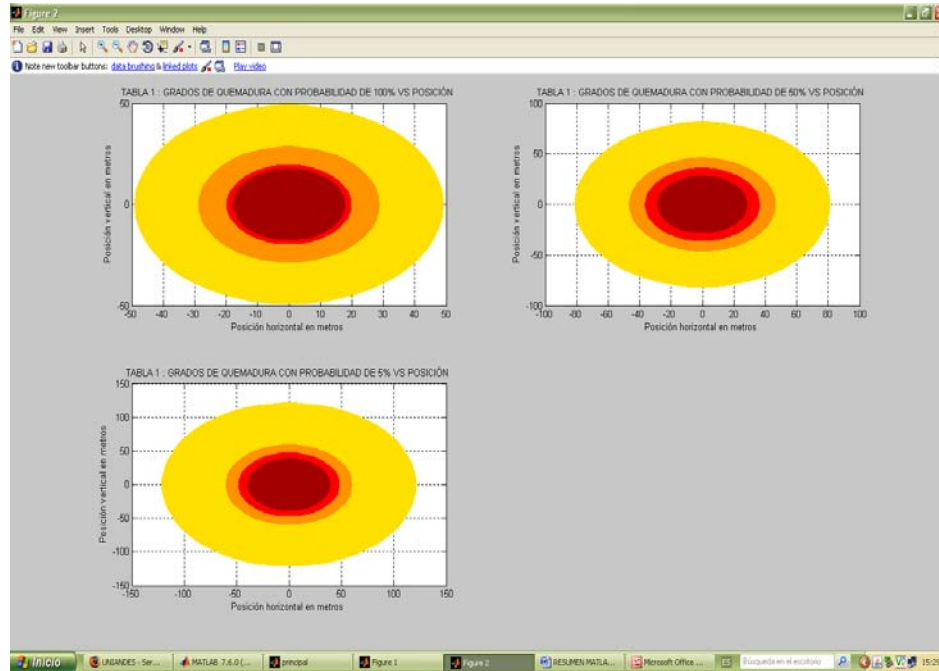 Figure 2
File Edit View Insert Tools Desktop Window Help
Note new toolbar buttons: data brushing & linked plots Play video
TABLA 1 : GRADOS DE QUEMADURA CON PROBABILIDAD DE 100% VS POSICIÓN
50
0
-50
Posición vertical en metros
-50 -40 -30 -20 -10 0 10 20 30 40 50
Posición horizontal en metros
TABLA 1 : GRADOS DE QUEMADURA CON PROBABILIDAD DE 50% VS POSICIÓN
100
50
0
-50
-100
Posición vertical en metros
-100 -80 -60 -40 -20 0 20 40 60 80 100
Posición horizontal en metros
TABLA 1 : GRADOS DE QUEMADURA CON PROBABILIDAD DE 5% VS POSICIÓN
150
100
50
0
-50
-100
-150
Posición vertical en metros
-150 -100 -50 0 50 100 150
Posición horizontal en metros
Inicio UNIANDES - Ser... MATLAB 7.6.0 (... principal Figure 1 Figure 2 RESUMEN MATLA... Microsoft Office ... Búsqueda en el escritorio 15:29